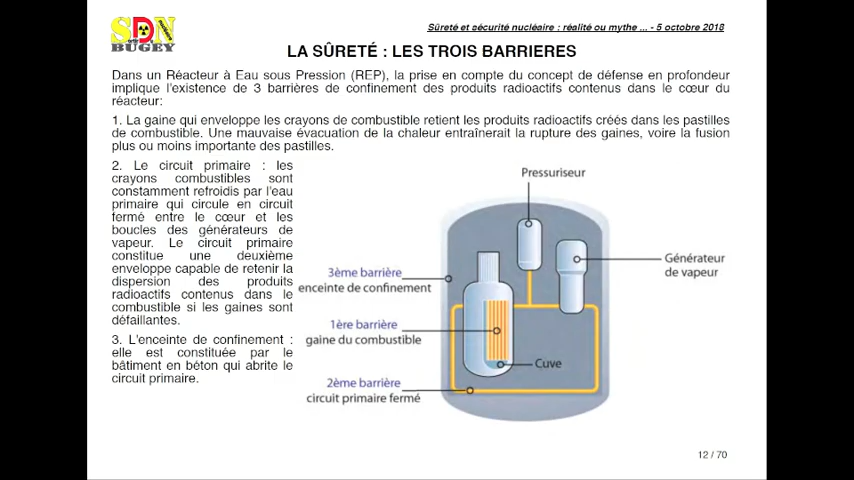 SDN
BUGEY
Sûreté et sécurité nucléaire : réalité ou mythe ... - 5 octobre 2018
LA SÛRETÉ : LES TROIS BARRIERES
Dans un Réacteur à Eau sous Pression (REP), la prise en compte du concept de défense en profondeur
implique l'existence de 3 barrières de confinement des produits radioactifs contenus dans le cœur du
réacteur:
1. La gaine qui enveloppe les crayons de combustible retient les produits radioactifs créés dans les pastilles
de combustible. Une mauvaise évacuation de la chaleur entraînerait la rupture des gaines, voire la fusion
plus ou moins importante des pastilles.
2. Le circuit primaire : les
crayons combustibles sont
constamment refroidis par l'eau
primaire qui circule en circuit
fermé entre le cœur et les
boucles des générateurs de
vapeur. Le circuit primaire
constitue une deuxième
enveloppe capable de retenir la
dispersion des produits
radioactifs contenus dans le
combustible si les gaines sont
défaillantes.
3. L'enceinte de confinement :
elle est constituée par le
bâtiment en béton qui abrite le
circuit primaire.
Pressuriseur
Générateur
de vapeur
3ème barrière
enceinte de confinement
1ère barrière
gaine du combustible
Cuve
2ème barrière
circuit primaire fermé
12 / 70